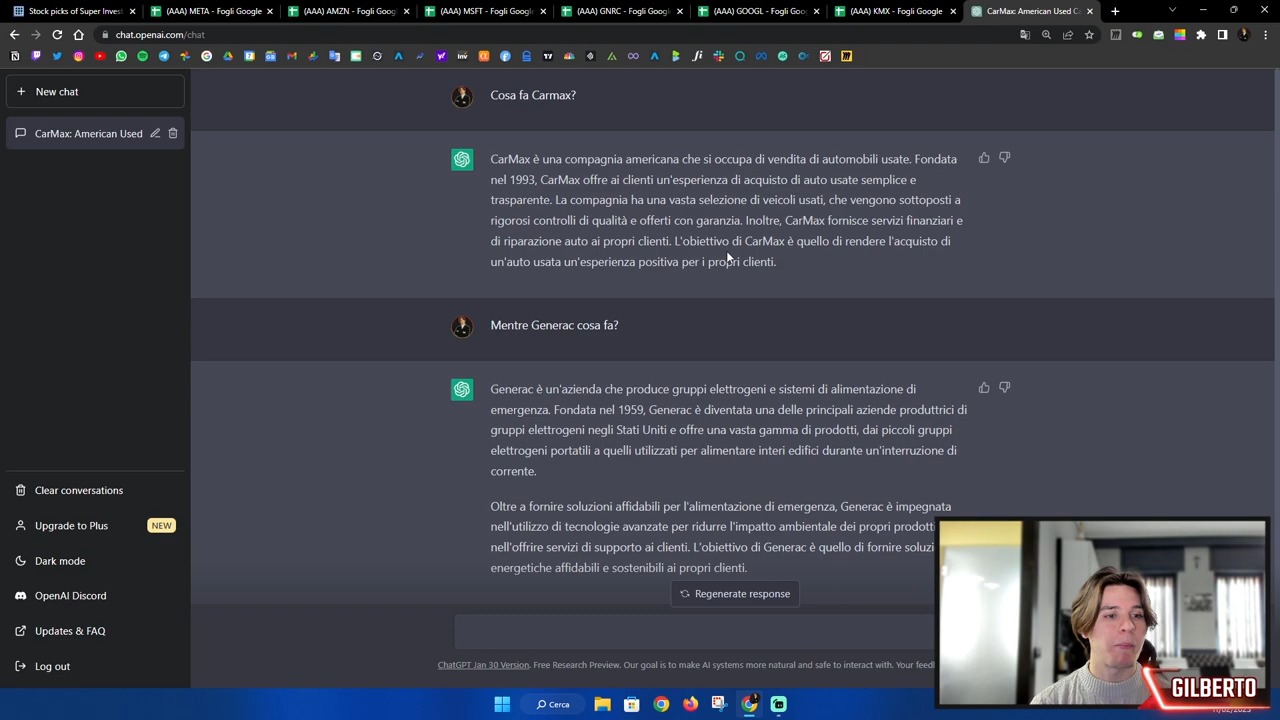 Stock picks of Super Invest
(AAA) META - Fogli Google
(AAA) AMZN - Fogli Googl
(AAA) MSFT - Fogli Google
(AAA) GNRC - Fogli Google
(AAA) GOOGL - Fogli Goog
(AAA) KMX - Fogli Google
CarMax: American Used Ca
chat.openai.com/chat
New chat
CarMax: American Used
Clear conversations
Upgrade to Plus NEW
Dark mode
OpenAI Discord
Updates & FAQ
Log out
Cosa fa Carmax?
CarMax è una compagnia americana che si occupa di vendita di automobili usate. Fondata
nel 1993, CarMax offre ai clienti un'esperienza di acquisto di auto usate semplice e
trasparente. La compagnia ha una vasta selezione di veicoli usati, che vengono sottoposti a
rigorosi controlli di qualità e offerti con garanzia. Inoltre, CarMax fornisce servizi finanziari e
di riparazione auto ai propri clienti. L'obiettivo di CarMax è quello di rendere l'acquisto di
un'auto usata un'esperienza positiva per i propri clienti.
Mentre Generac cosa fa?
Generac è un'azienda che produce gruppi elettrogeni e sistemi di alimentazione di
emergenza. Fondata nel 1959, Generac è diventata una delle principali aziende produttrici di
gruppi elettrogeni negli Stati Uniti e offre una vasta gamma di prodotti, dai piccoli gruppi
elettrogeni portatili a quelli utilizzati per alimentare interi edifici durante un'interruzione di
corrente.
Oltre a fornire soluzioni affidabili per l'alimentazione di emergenza, Generac è impegnata
nell'utilizzo di tecnologie avanzate per ridurre l'impatto ambientale dei propri prodott
nell'offrire servizi di supporto ai clienti. L'obiettivo di Generac è quello di fornire soluzi
energetiche affidabili e sostenibili ai propri clienti.
Regenerate response
ChatGPT Jan 30 Version. Free Research Preview. Our goal is to make AI systems more natural and safe to interact with. Your feedb
Cerca
GILBERTO